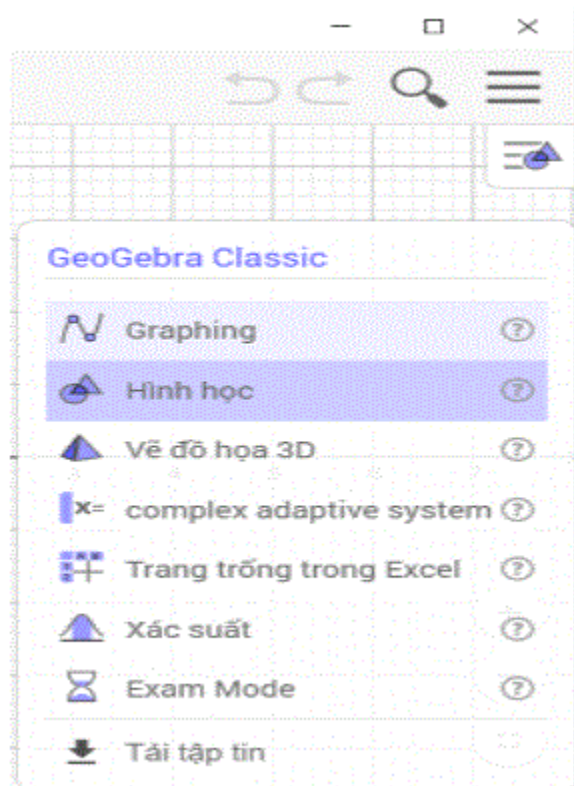 GeoGebra Classic
Graphing
Hình học
Vẽ đồ họa 3D
x=
complex adaptive system
Trang trống trong Excel
Xác suất
Exam Mode
Tải tập tin